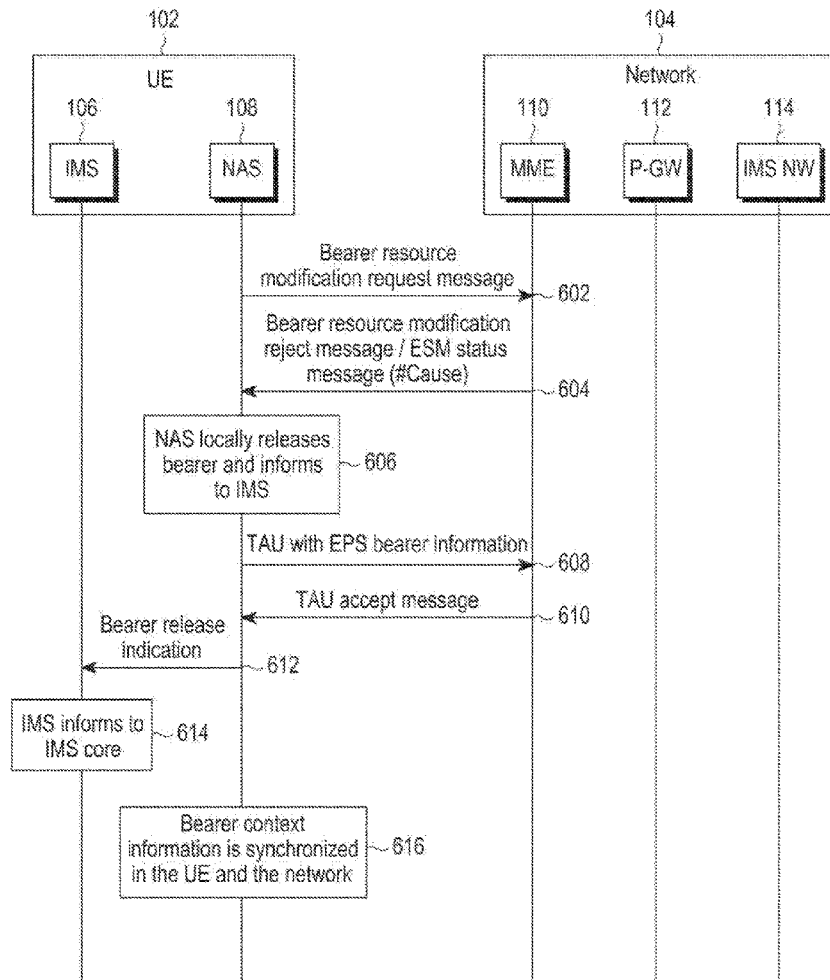 102
104
UE
Network
106
108
110
112
114
IMS
NAS
MME
P-GW
IMS NW
Bearer resource
modification request message
602
Bearer resource modification
reject message / ESM status
message (#Cause)
604
NAS locally releases
bearer and informs
to IMS
606
TAU with EPS bearer information
608
TAU accept message
610
Bearer release
indication
612
IMS informs to
IMS core
614
Bearer context
information is synchronized
in the UE and the network
616